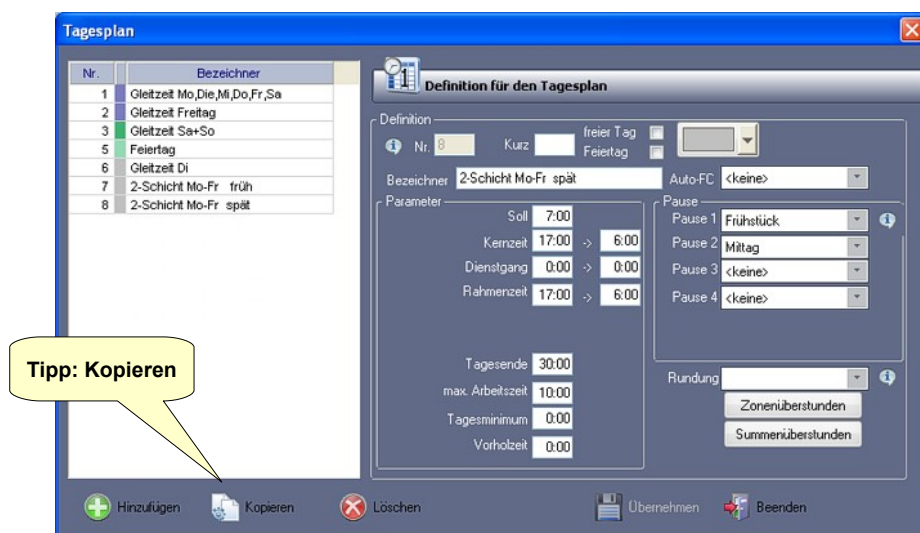 Tagesplan
Nr. Bezeichner
1 Gleitzeit Mo,Die,Mi,Do,Fr,Sa
2 Gleitzeit Freitag
3 Gleitzeit Sa+So
5 Feiertag
6 Gleitzeit Di
7 2-Schicht Mo-Fr früh
8 2-Schicht Mo-Fr spät
Tipp: Kopieren
1 Definition für den Tagesplan
Definition
Nr. 8 Kurz freier Tag
Feiertag
Bezeichner 2-Schicht Mo-Fr spät Auto-FC <keine>
Parameter
Soll 7:00
Kernzeit 17:00 -> 6:00
Dienstgang 0:00 -> 0:00
Rahmenzeit 17:00 -> 6:00
Tagesende 30:00
max. Arbeitszeit 10:00
Tagesminimum 0:00
Vorholzeit 0:00
Pause
Pause 1 Frühstück
Pause 2 Mittag
Pause 3 <keine>
Pause 4 <keine>
Rundung
Zonenüberstunden
Summenüberstunden
Hinzufügen Kopieren Löschen Übernehmen Beenden